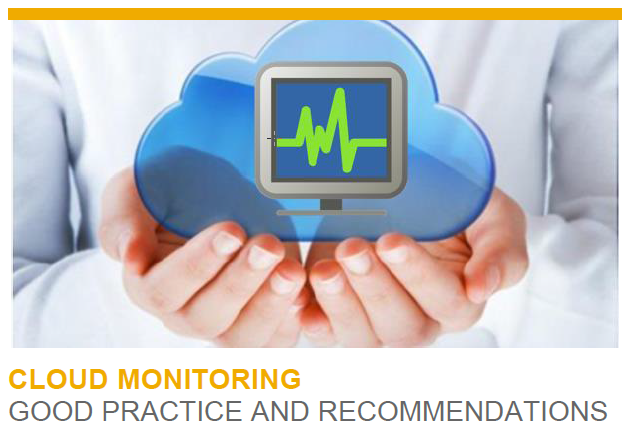 CLOUD MONITORING
GOOD PRACTICE AND RECOMMENDATIONS